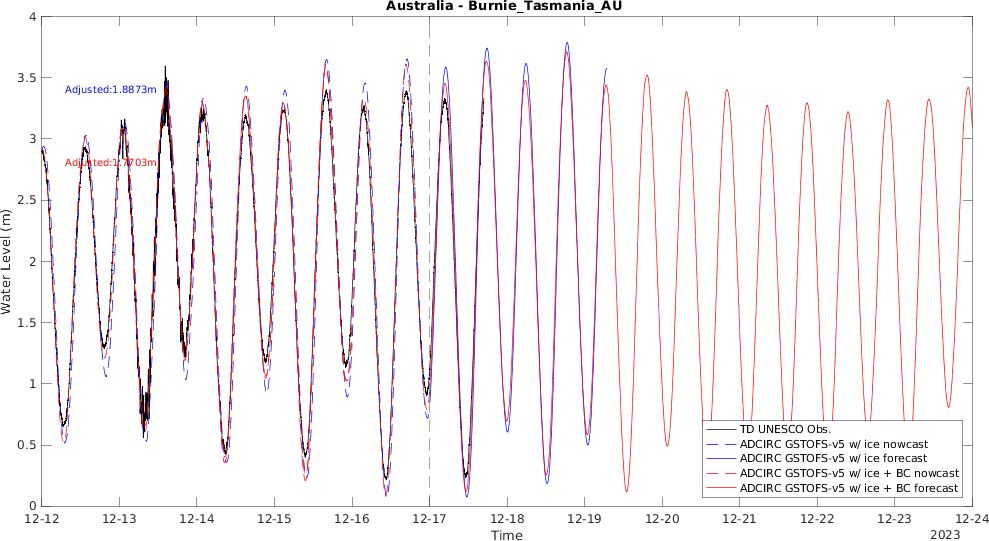 Australia - Burnie_Tasmania_AU
Water Level (m)
4
3.5
3
2.5
2
1.5
1
0.5
0
Adjusted:1.8873m
Adjusted:1.7703m
TD UNESCO Obs.
ADCIRC GSTOFS-v5 w/ ice nowcast
ADCIRC GSTOFS-v5 w/ ice forecast
ADCIRC GSTOFS-v5 w/ ice + BC nowcast
ADCIRC GSTOFS-v5 w/ ice + BC forecast
12-12 12-13 12-14 12-15 12-16 12-17 12-18 12-19 12-20 12-21 12-22 12-23 12-24
Time
2023